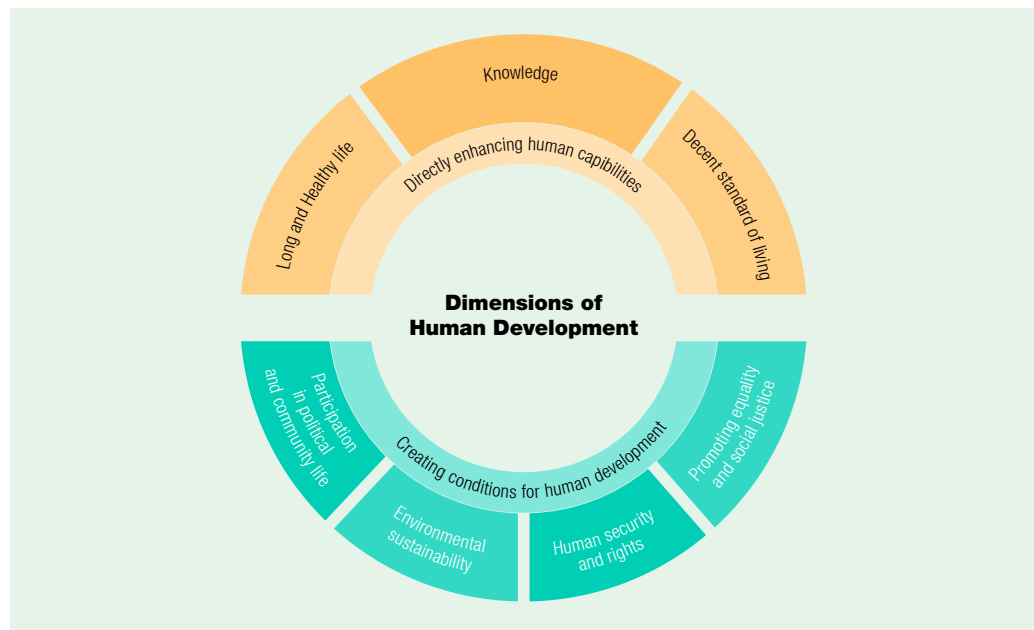 Knowledge
Long and Healthy life
Directly enhancing human capibilities
Decent standard of living
Dimensions of
Human Development
Participation
in political
and community life
Creating conditions for human development
Promoting equality
and social justice
Environmental
sustainability
Human security
and rights